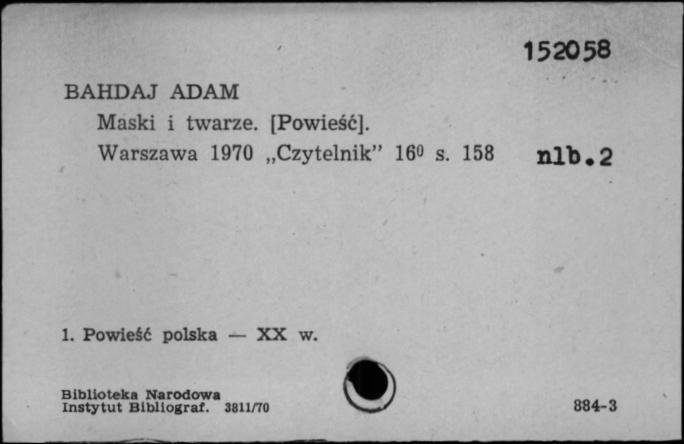 152058
BAHDAJ ADAM
Maski i twarze. [Powieść].
Warszawa 1970 „Czytelnik” 16⁰ s. 158 nlb.2
1. Powieść polska — XX w.
Biblioteka Narodowa
Instytut Bibliograf. 3811/70
884-3